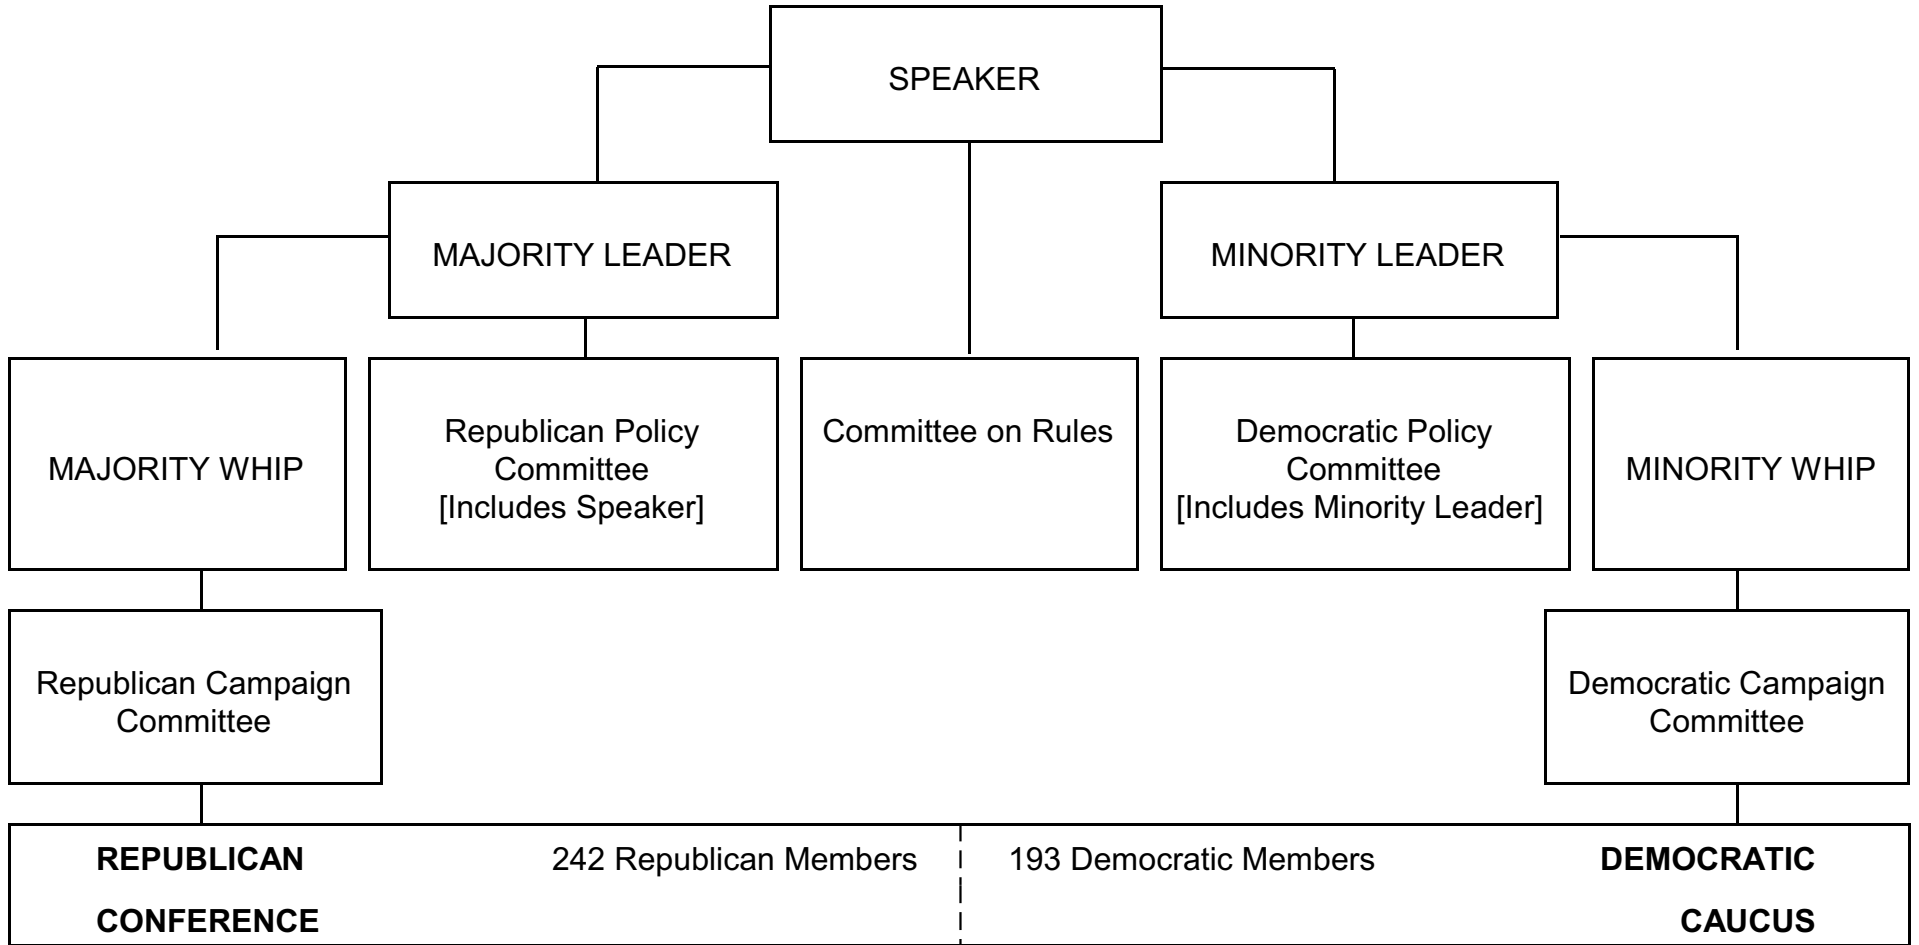 SPEAKER
MAJORITY LEADER
MINORITY LEADER
MAJORITY WHIP
Republican Policy
Committee
[Includes Speaker]
Committee on Rules
Democratic Policy
Committee
[Includes Minority Leader]
MINORITY WHIP
Republican Campaign
Committee
Democratic Campaign
Committee
REPUBLICAN
CONFERENCE
242 Republican Members
193 Democratic Members
DEMOCRATIC
CAUCUS